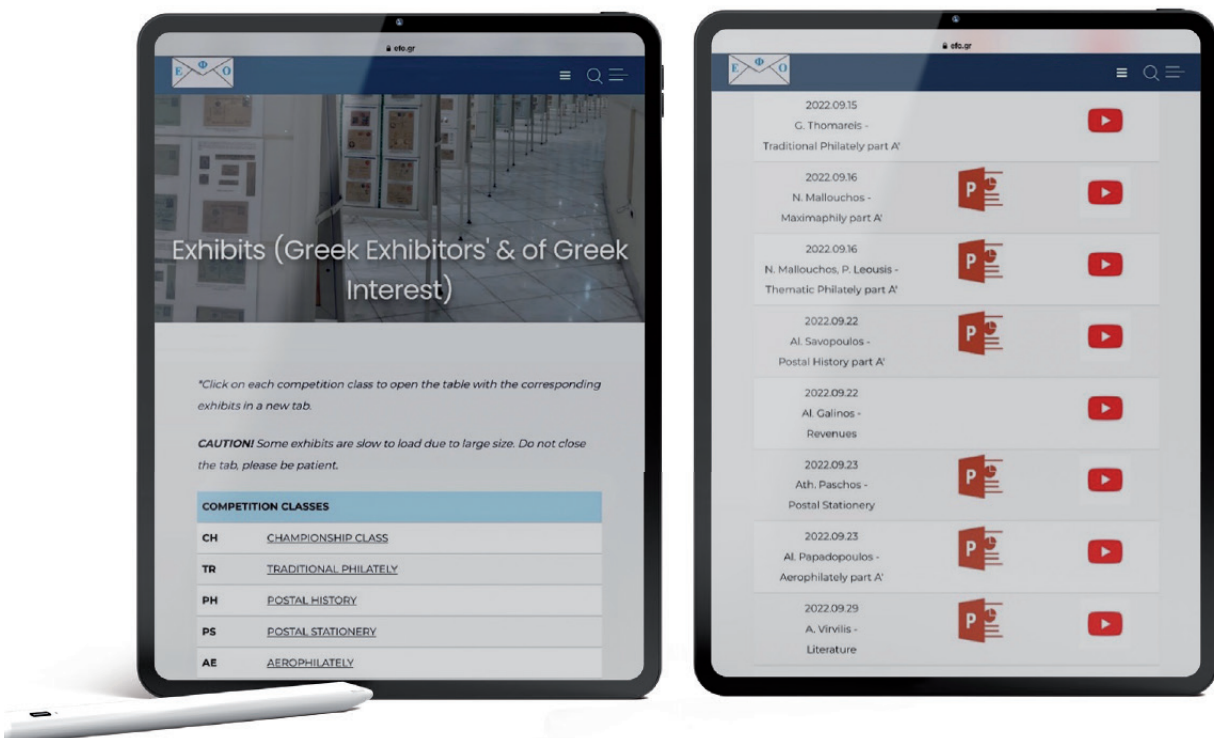 efo.gr
Ε Φ Ο
Exhibits (Greek Exhibitors' & of Greek
Interest)
*Click on each competition class to open the table with the corresponding
exhibits in a new tab.
CAUTION! Some exhibits are slow to load due to large size. Do not close
the tab, please be patient.
COMPETITION CLASSES
CH CHAMPIONSHIP CLASS
TR TRADITIONAL PHILATELY
PH POSTAL HISTORY
PS POSTAL STATIONERY
AE AEROPHILATELY
efo.gr
Ε Φ Ο
2022.09.15
G. Thomareis -
Traditional Philately part A'
2022.09.16
N. Mallouchos -
Maximaphily part A'
P
2022.09.16
N. Mallouchos, P. Leousis -
Thematic Philately part A'
P
2022.09.22
Al. Savopoulos -
Postal History part A'
P
2022.09.22
Al. Galinos -
Revenues
2022.09.23
Ath. Paschos -
Postal Stationery
P
2022.09.23
Al. Papadopoulos -
Aerophilately part A'
P
2022.09.29
A. Virvilis -
Literature
P